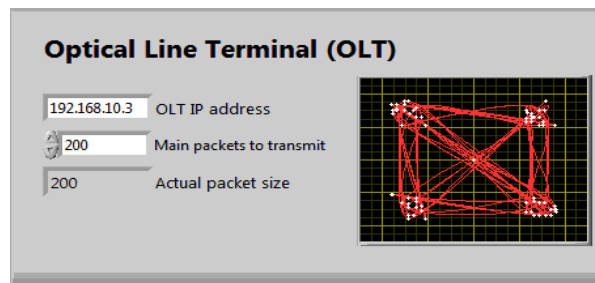 Optical Line Terminal (OLT)
192.168.10.3 OLT IP address
200 Main packets to transmit
200 Actual packet size